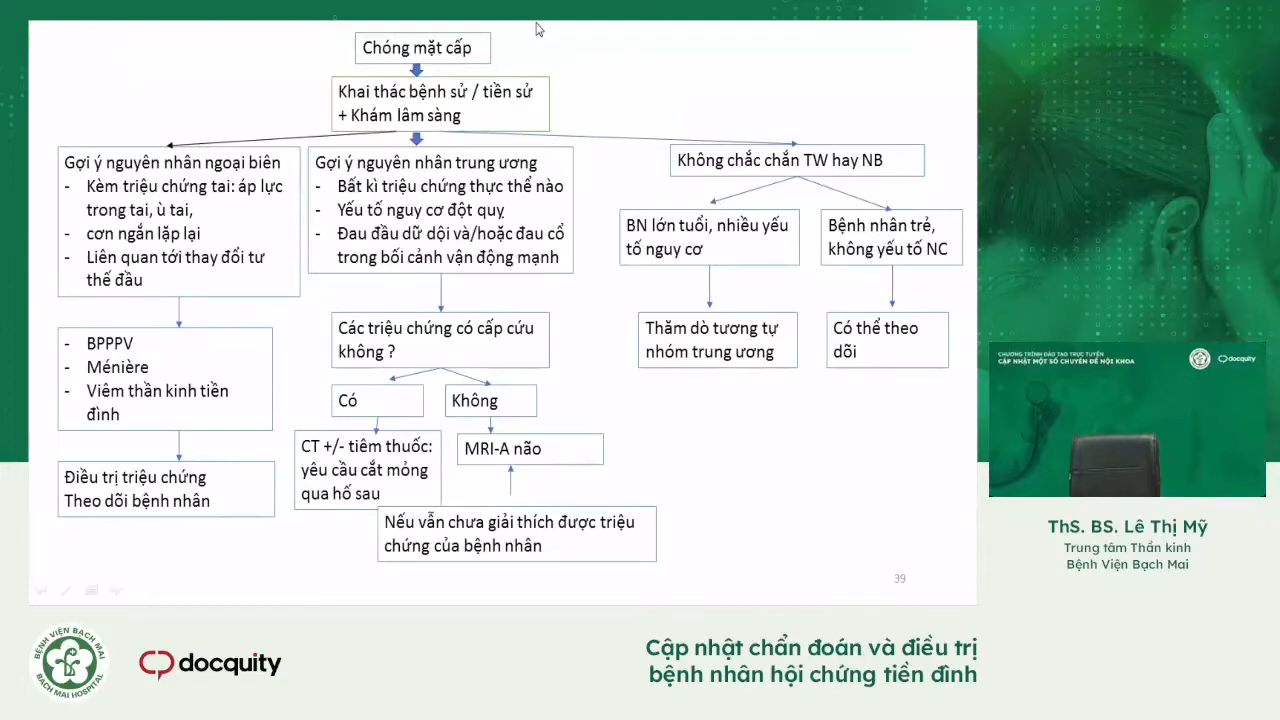 Chóng mặt cấp
Khai thác bệnh sử / tiền sử
+ Khám lâm sàng
Gợi ý nguyên nhân ngoại biên
- Kèm triệu chứng tai: áp lực
trong tai, ù tai,
- cơn ngắn lặp lại
- Liên quan tới thay đổi tư
thế đầu
Gợi ý nguyên nhân trung ương
- Bất kì triệu chứng thực thể nào
- Yếu tố nguy cơ đột quỵ
- Đau đầu dữ dội và/hoặc đau cổ
trong bối cảnh vận động mạnh
Không chắc chắn TW hay NB
BN lớn tuổi, nhiều yếu
tố nguy cơ
Bệnh nhân trẻ,
không yếu tố NC
- BPPPV
- Ménière
- Viêm thần kinh tiền
đình
Các triệu chứng có cấp cứu
không ?
Thăm dò tương tự
nhóm trung ương
Có thể theo
dõi
Có
Không
CT +/- tiêm thuốc:
yêu cầu cắt mỏng
qua hố sau
MRI-A não
Điều trị triệu chứng
Theo dõi bệnh nhân
Nếu vẫn chưa giải thích được triệu
chứng của bệnh nhân
39
CHƯƠNG TRÌNH ĐÀO TẠO TRỰC TUYẾN
CẬP NHẬT MỘT SỐ CHUYÊN ĐỀ NỘI KHOA
docquity
ThS. BS. Lê Thị Mỹ
Trung tâm Thần kinh
Bệnh Viện Bạch Mai
BỆNH VIỆN BẠCH MAI
BACH MAI HOSPITAL
docquity
Cập nhật chẩn đoán và điều trị
bệnh nhân hội chứng tiền đình